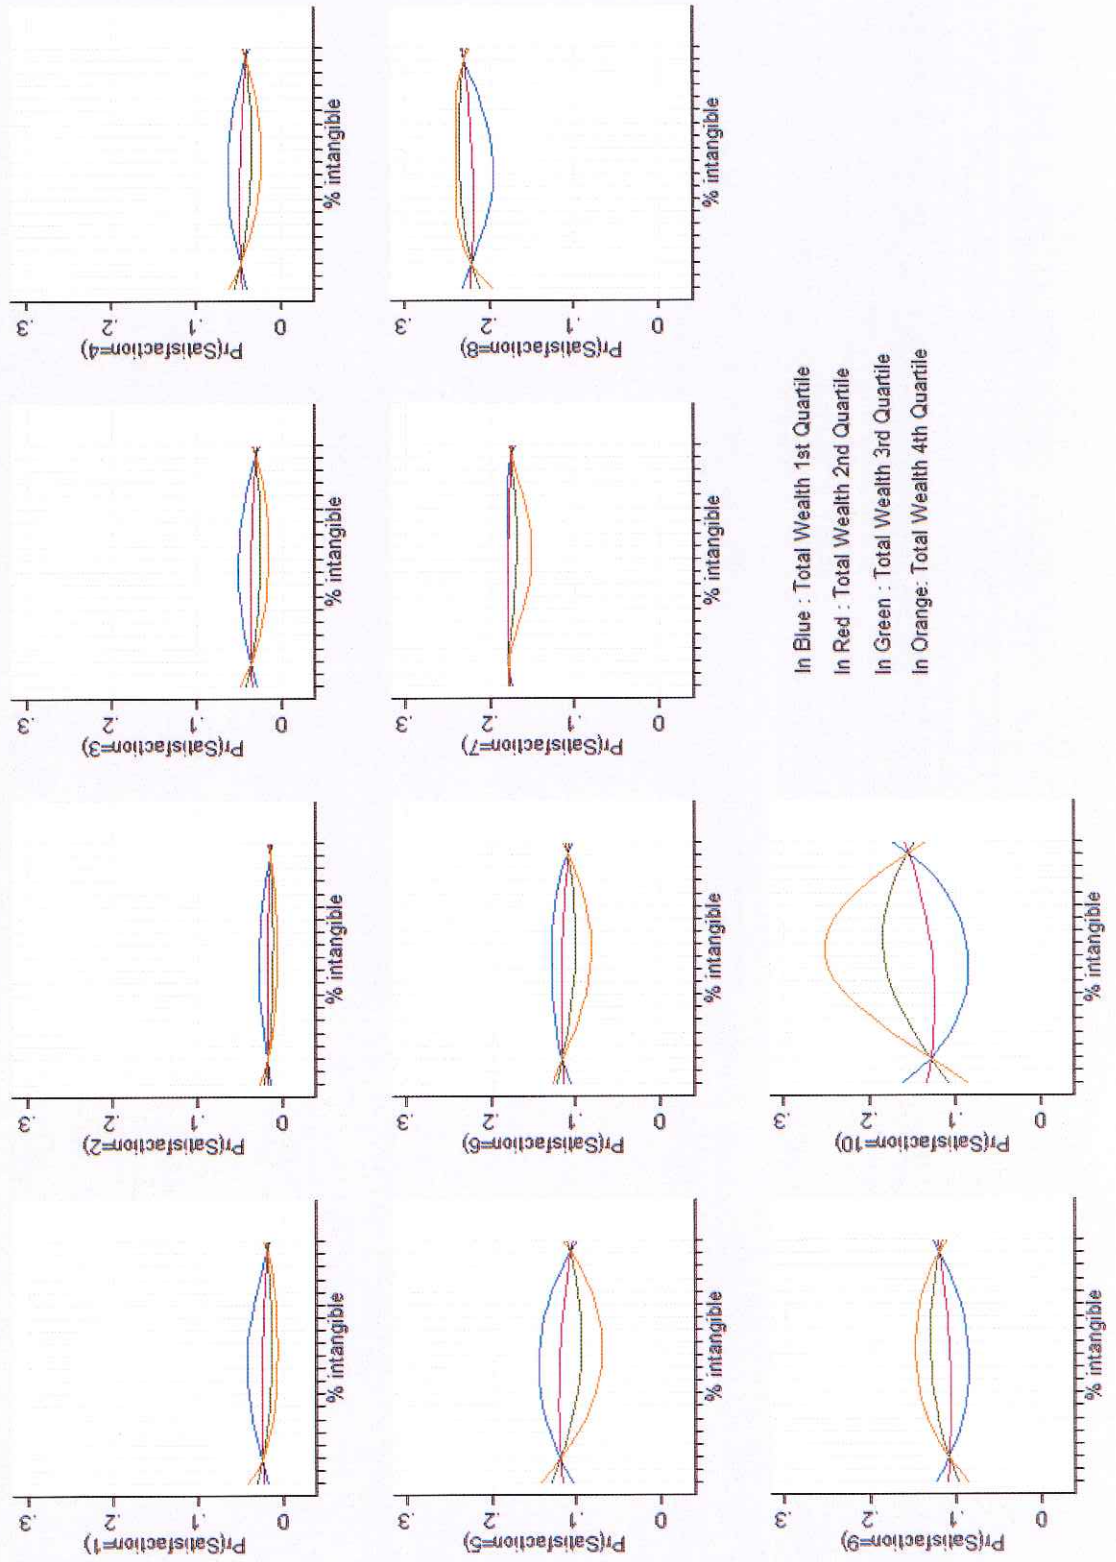 Pr(Satisfaction=1)
.3
.2
.1
0
% intangible
Pr(Satisfaction=2)
.3
.2
.1
0
% intangible
Pr(Satisfaction=3)
.3
.2
.1
0
% intangible
Pr(Satisfaction=4)
.3
.2
.1
0
% intangible
Pr(Satisfaction=5)
.3
.2
.1
0
% intangible
Pr(Satisfaction=6)
.3
.2
.1
0
% intangible
Pr(Satisfaction=7)
.3
.2
.1
0
% intangible
Pr(Satisfaction=8)
.3
.2
.1
0
% intangible
Pr(Satisfaction=9)
.3
.2
.1
0
% intangible
Pr(Satisfaction=10)
.3
.2
.1
0
% intangible
In Blue : Total Wealth 1st Quartile
In Red : Total Wealth 2nd Quartile
In Green : Total Wealth 3rd Quartile
In Orange: Total Wealth 4th Quartile